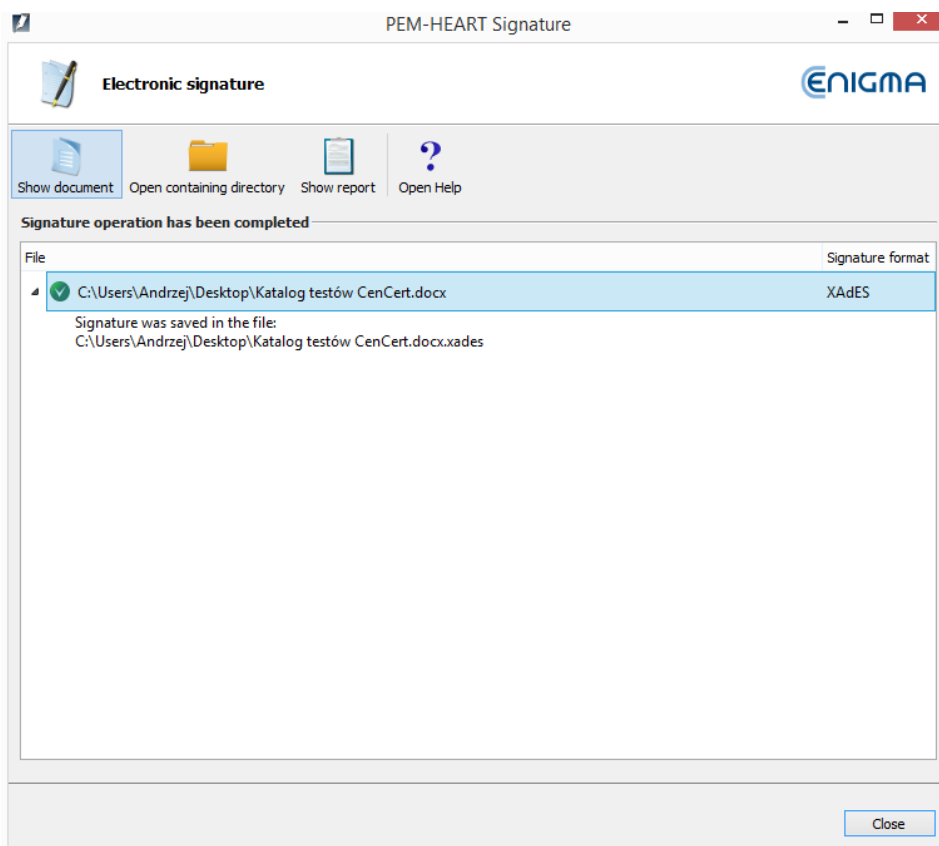 PEM-HEART Signature
Electronic signature
ENIGMA
Show document Open containing directory Show report Open Help
Signature operation has been completed
File Signature format
C:\Users\Andrzej\Desktop\Katalog testów CenCert.docx XAdES
Signature was saved in the file:
C:\Users\Andrzej\Desktop\Katalog testów CenCert.docx.xades
Close